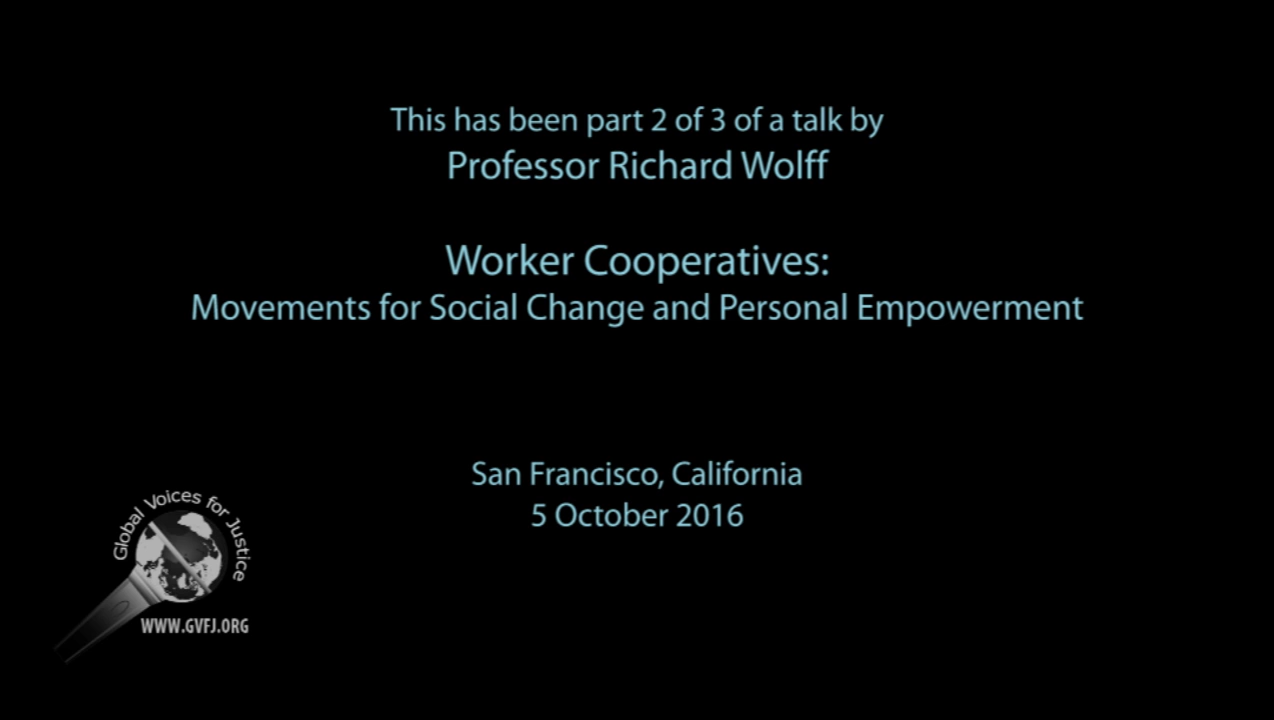 This has been part 2 of 3 of a talk by
Professor Richard Wolff
Worker Cooperatives:
Movements for Social Change and Personal Empowerment
San Francisco, California
5 October 2016
Global Voices for Justice
WWW.GVFJ.ORG